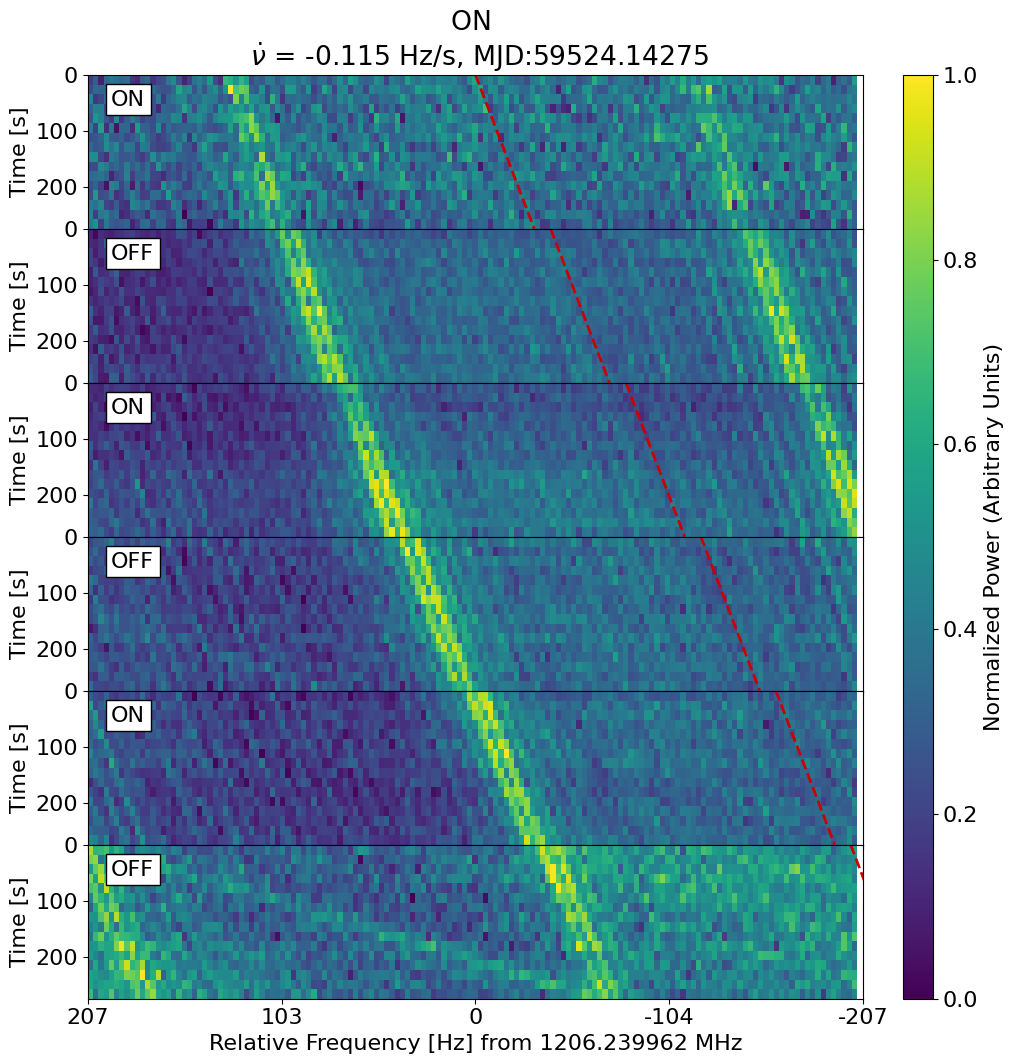 ON
ν̇ = -0.115 Hz/s, MJD:59524.14275
0
ON
100
Time [s]
200
0
OFF
100
Time [s]
200
0
ON
100
Time [s]
200
0
OFF
100
Time [s]
200
0
ON
100
Time [s]
200
0
OFF
100
Time [s]
200
207 103 0 -104 -207
Relative Frequency [Hz] from 1206.239962 MHz
1.0
0.8
0.6
0.4
0.2
0.0
Normalized Power (Arbitrary Units)